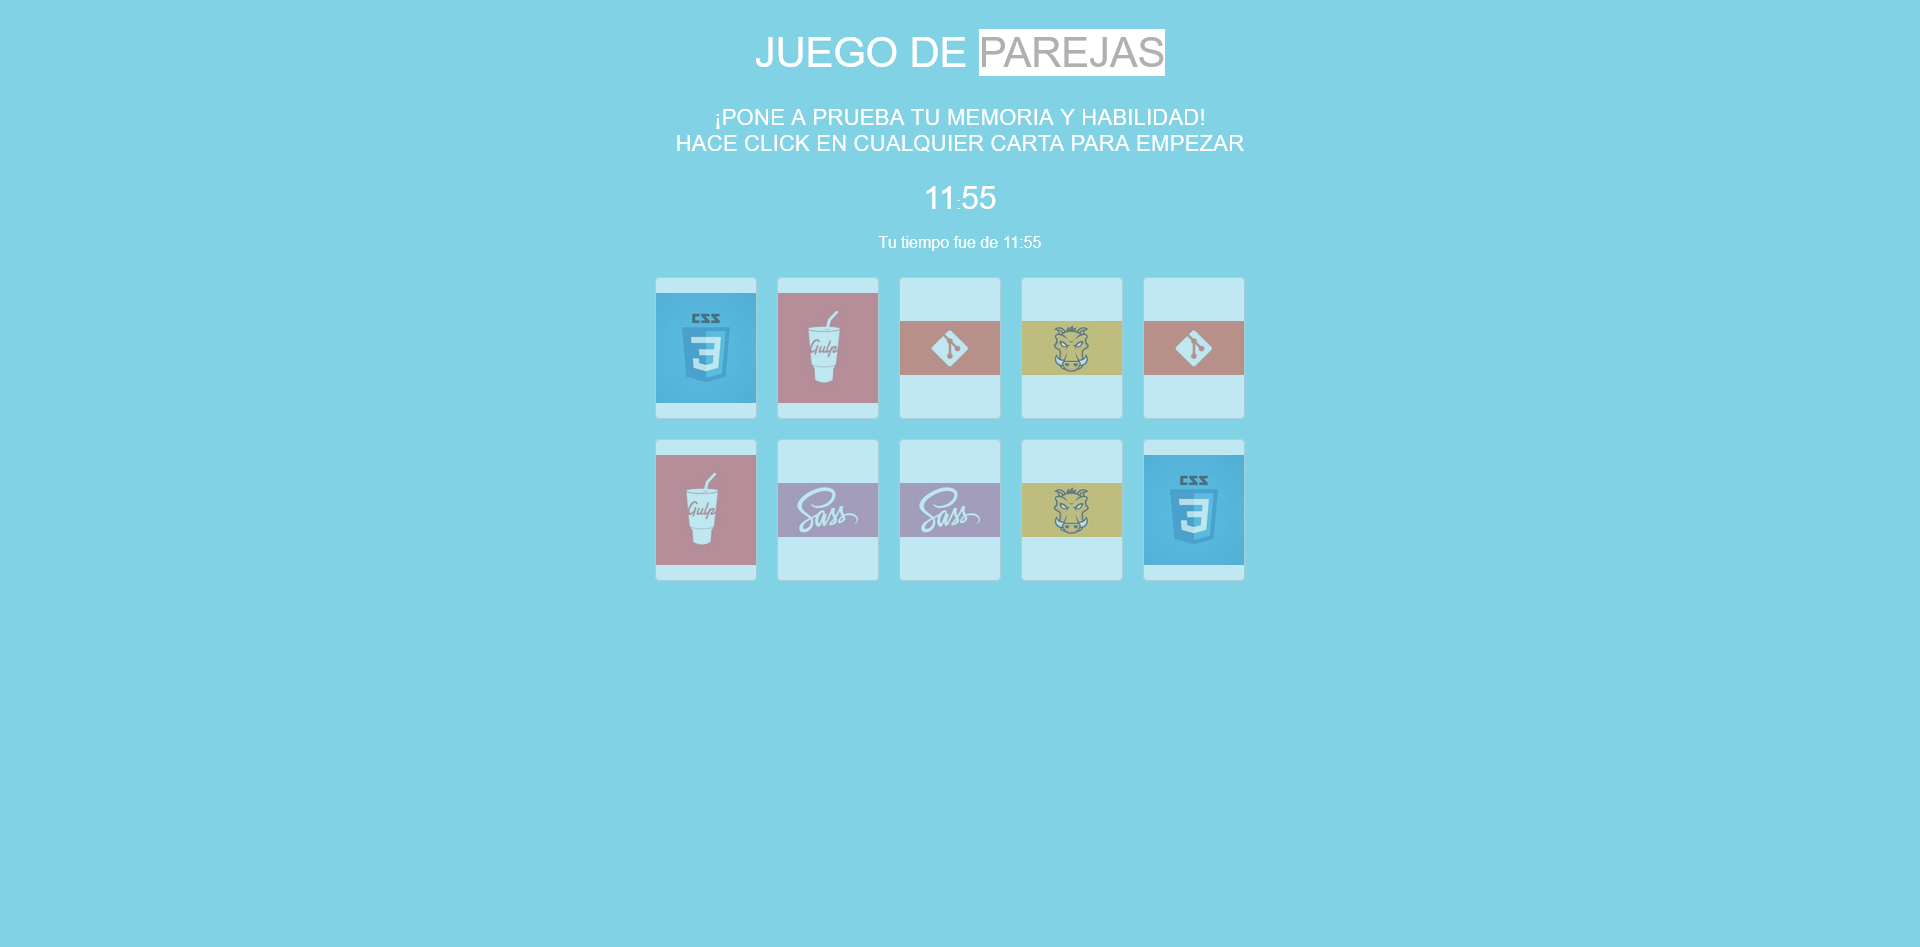 JUEGO DE PAREJAS
¡PONE A PRUEBA TU MEMORIA Y HABILIDAD!
HACE CLICK EN CUALQUIER CARTA PARA EMPEZAR
11:55
Tu tiempo fue de 11:55
CSS
3
Gulp
Gulp
Sass
Sass
CSS
3